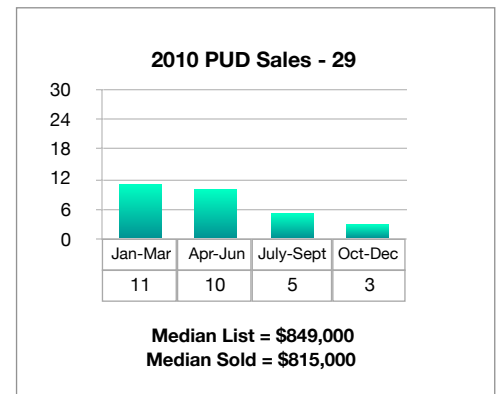 2010 PUD Sales - 29
30
24
18
12
6
0
Jan-Mar Apr-Jun July-Sept Oct-Dec
11 10 5 3
Median List = $849,000
Median Sold = $815,000